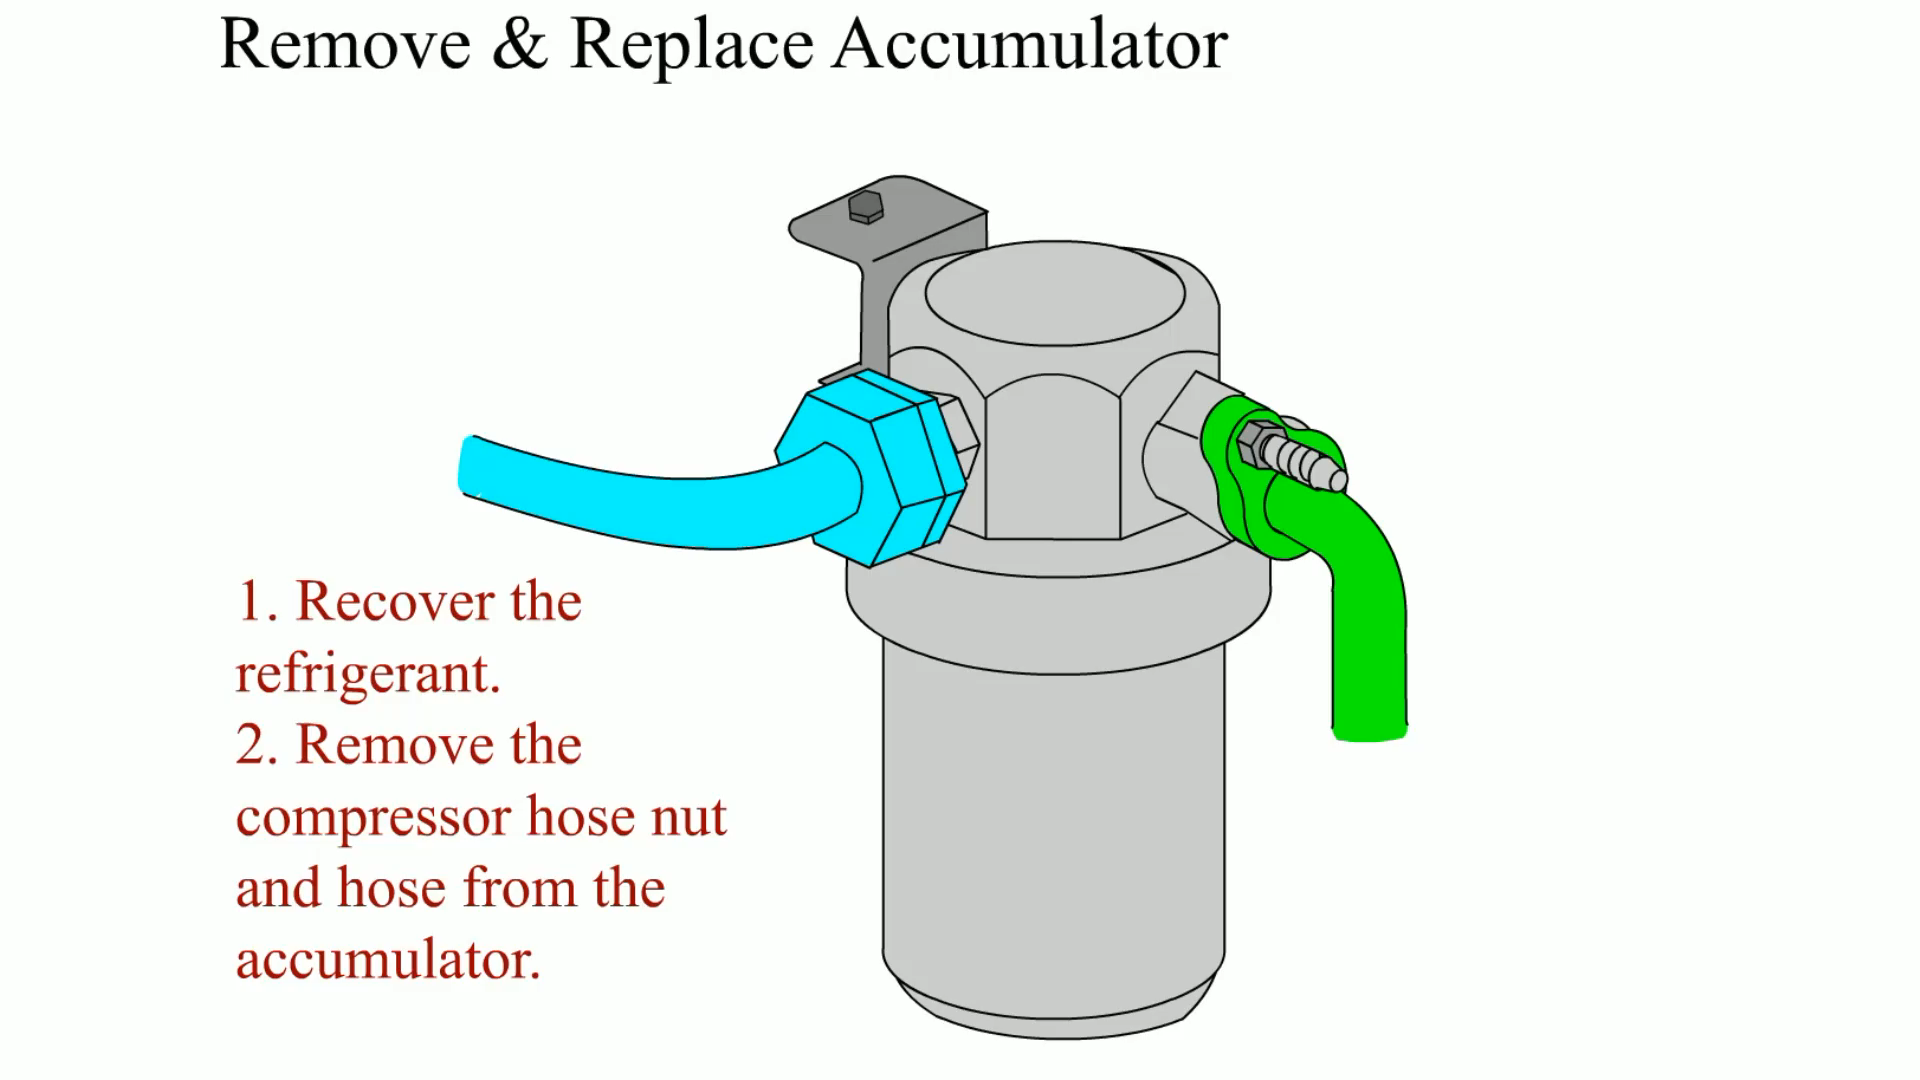 Remove & Replace Accumulator
1. Recover the
refrigerant.
2. Remove the
compressor hose nut
and hose from the
accumulator.